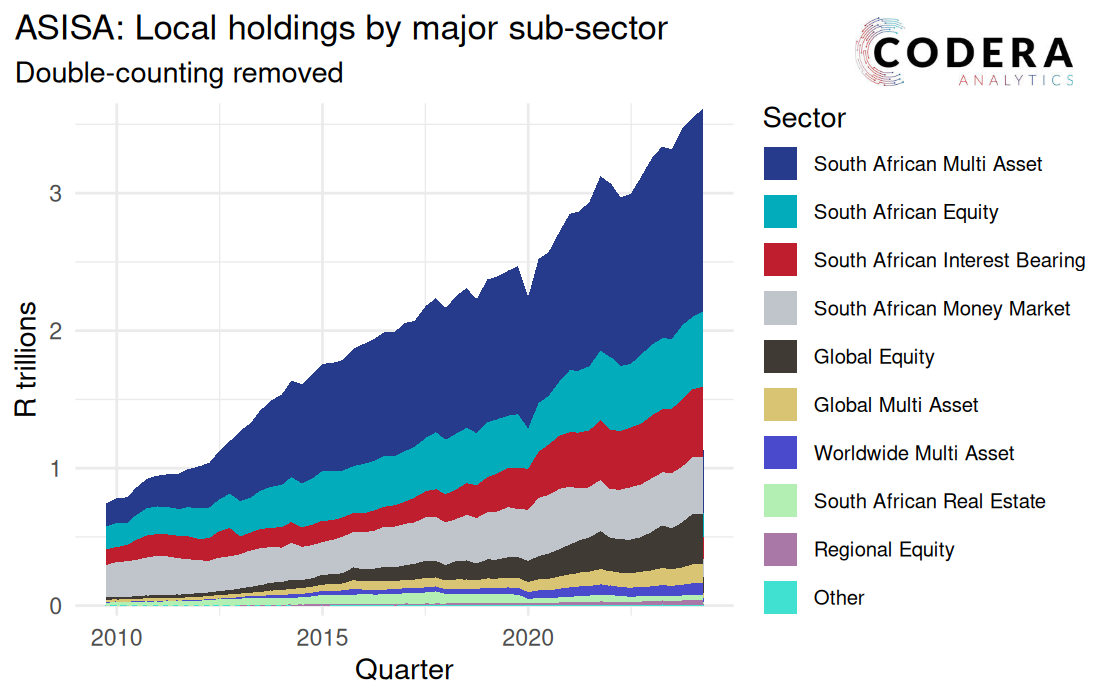 ASISA: Local holdings by major sub-sector
Double-counting removed
CODERA
ANALYTICS
Sector
South African Multi Asset
South African Equity
South African Interest Bearing
South African Money Market
Global Equity
Global Multi Asset
Worldwide Multi Asset
South African Real Estate
Regional Equity
Other
R trillions
3
2
1
0
2010 2015 2020
Quarter